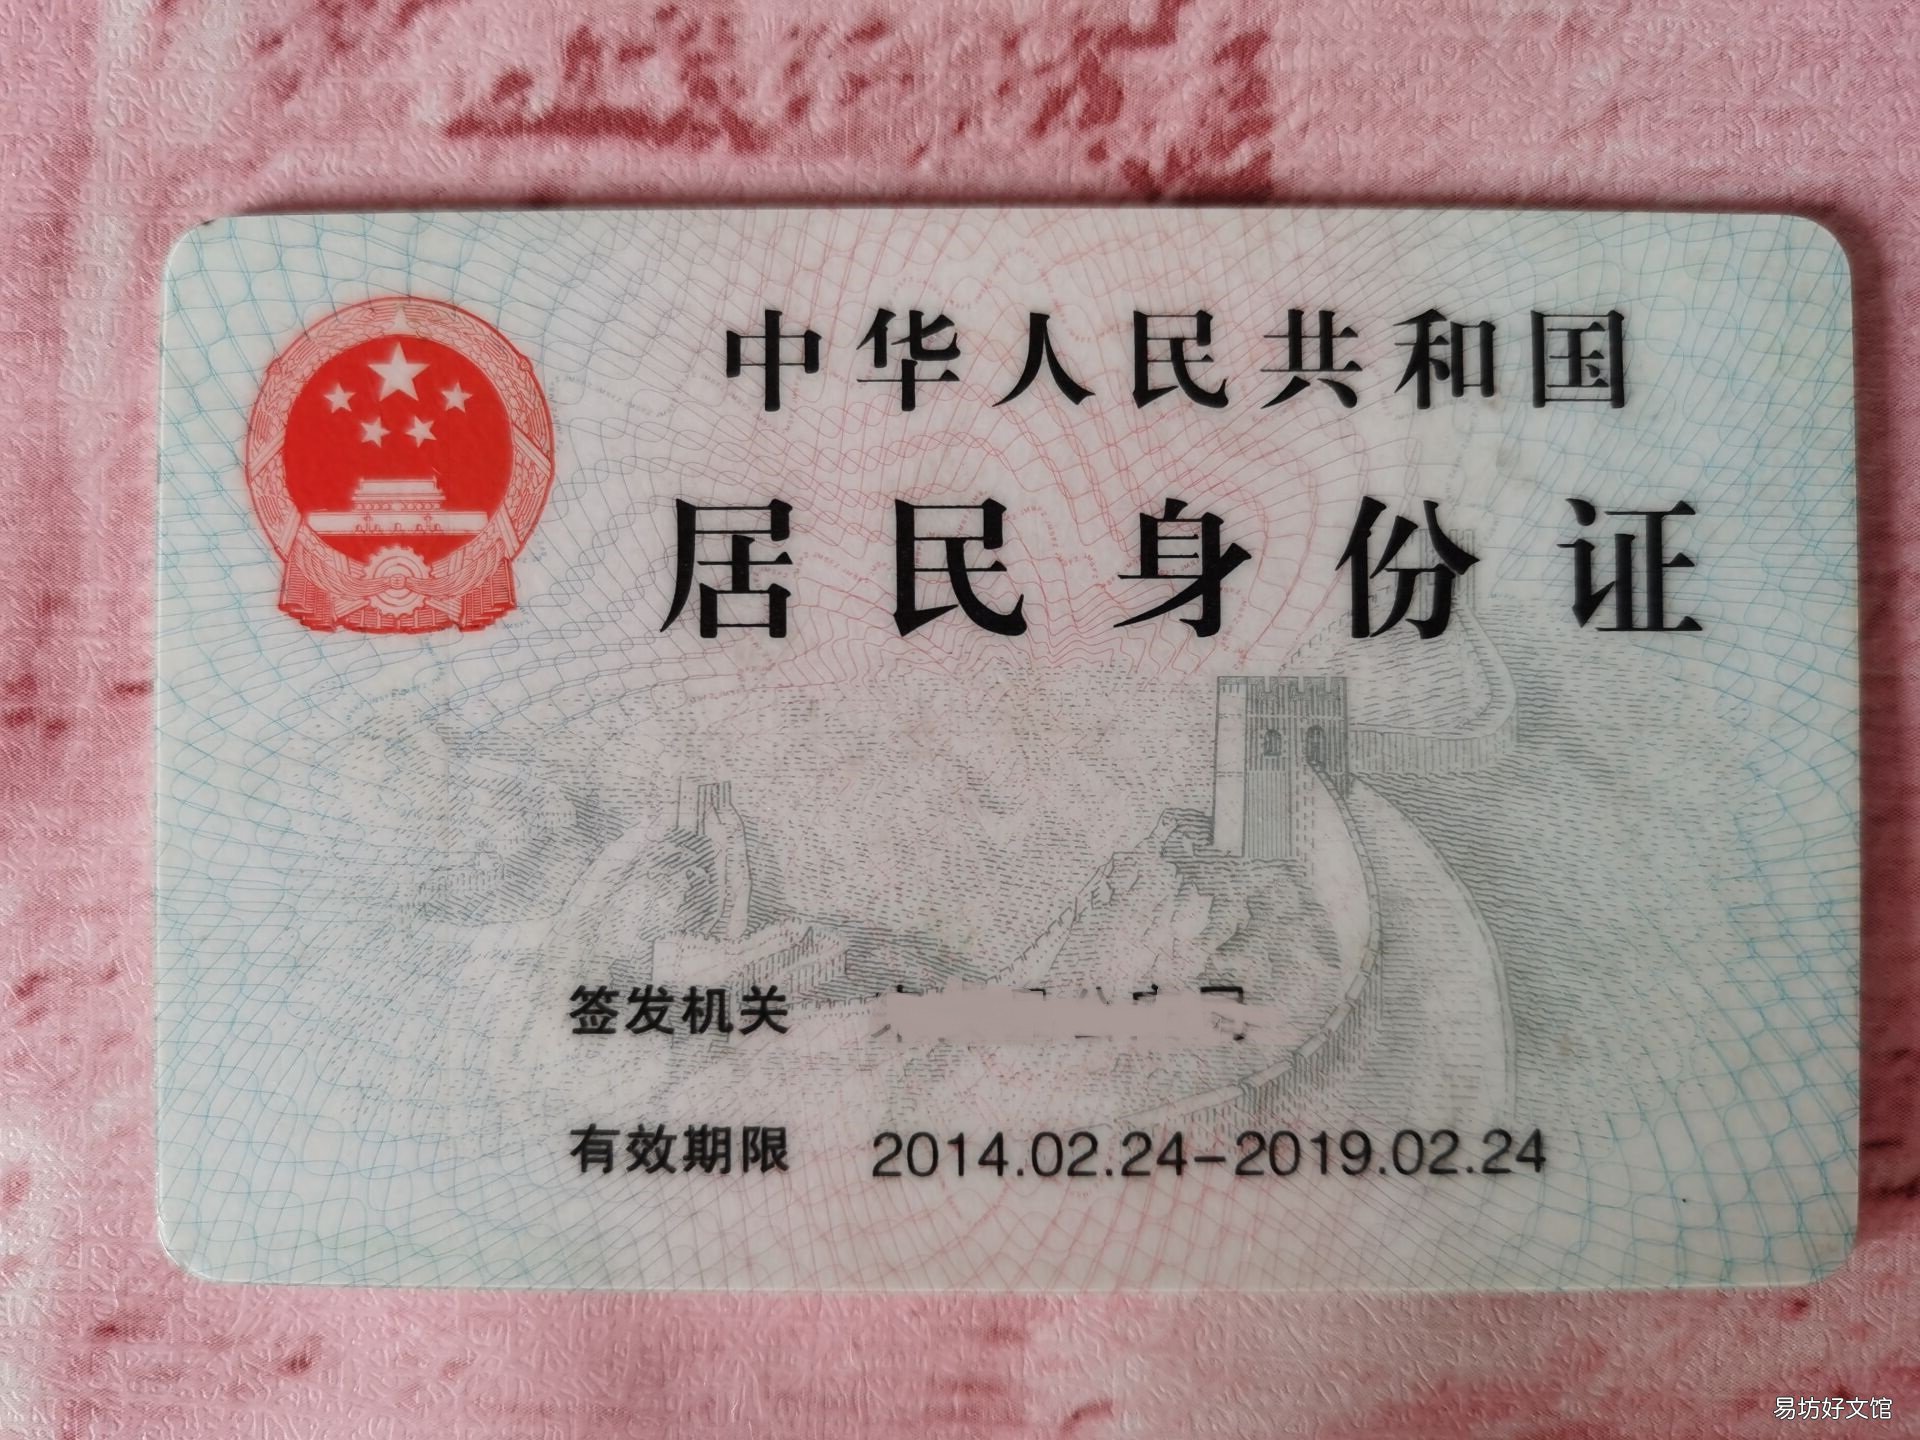 中华人民共和国
居民身份证
签发机关
有效期限 2014.02.24-2019.02.24
易坊好文馆